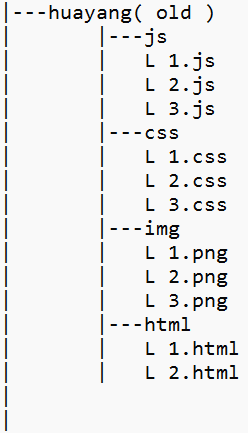 |---huayang( old )
|       |---js
|       |   L 1.js
|       |   L 2.js
|       |   L 3.js
|       |---css
|       |   L 1.css
|       |   L 2.css
|       |   L 3.css
|       |---img
|       |   L 1.png
|       |   L 2.png
|       |   L 3.png
|       |---html
|       |   L 1.html
|       |   L 2.html
|
|